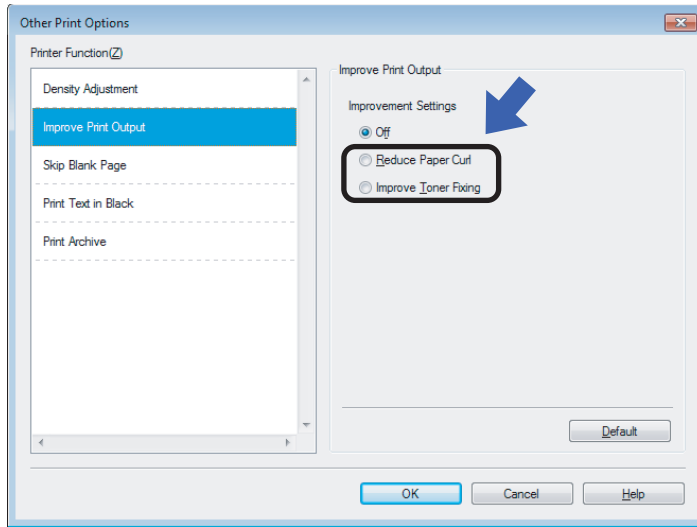 Other Print Options
Printer Function(Z)
Density Adjustment
Improve Print Output
Skip Blank Page
Print Text in Black
Print Archive
Improve Print Output
Improvement Settings
Off
Reduce Paper Curl
Improve Toner Fixing
Default
OK Cancel Help